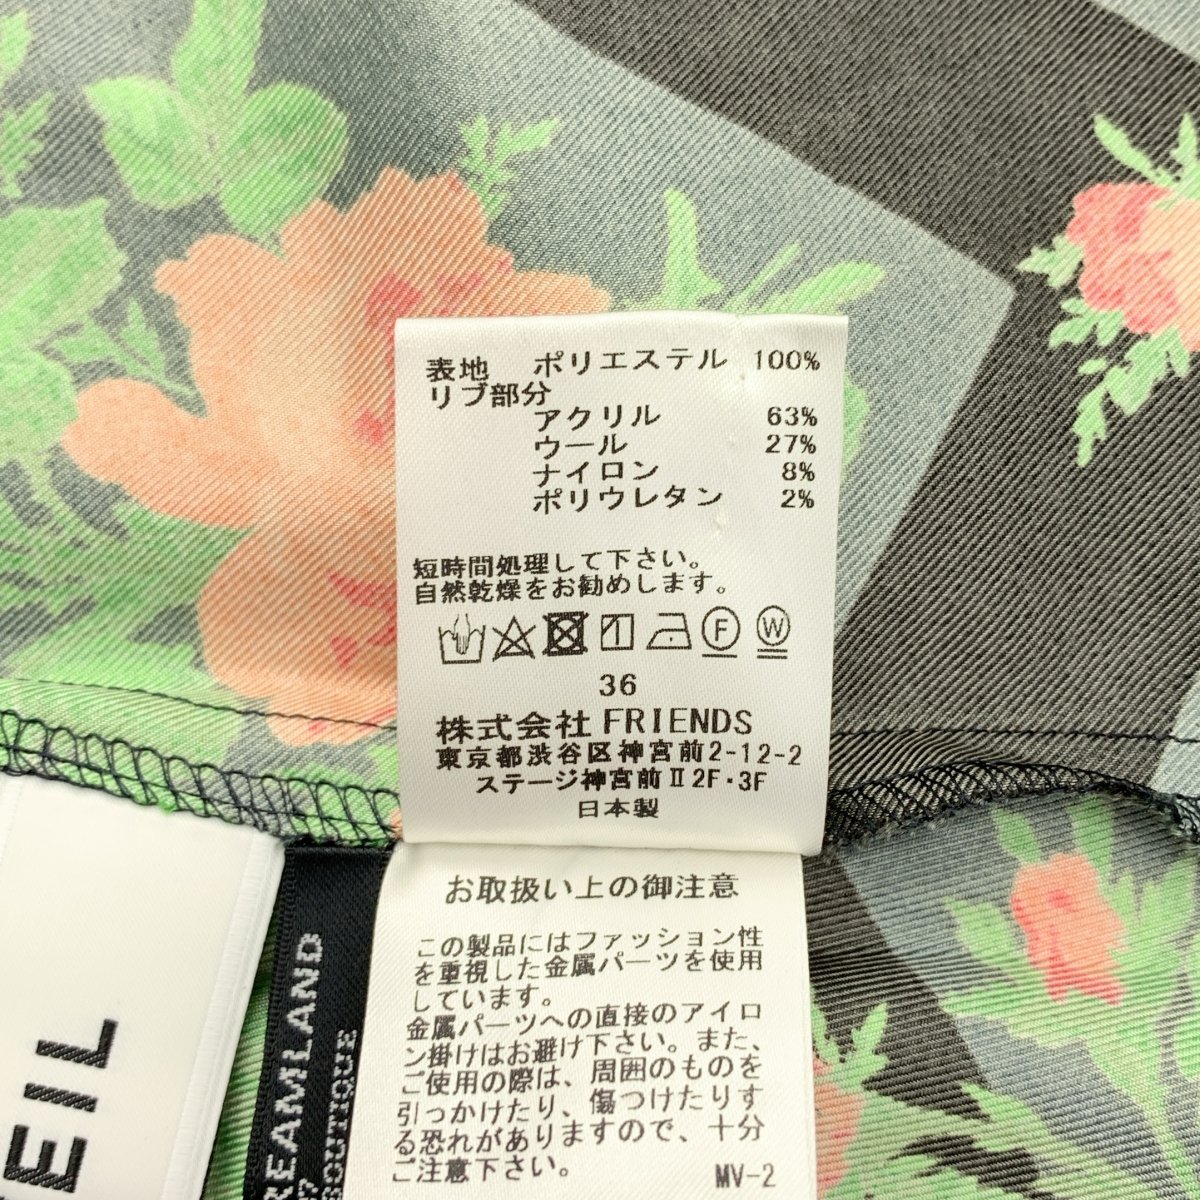 表地 ポリエステル 100%
リブ部分
アクリル 63%
ウール 27%
ナイロン 8%
ポリウレタン 2%
短時間処理して下さい。
自然乾燥をお勧めします。
F W
36
株式会社 FRIENDS
東京都渋谷区神宮前2-12-2
ステージ神宮前Ⅱ2F・3F
日本製
お取扱い上の御注意
この製品にはファッション性
を重視した金属パーツを使用
しています。
金属パーツへの直接のアイロ
ン掛けはお避け下さい。また、
ご使用の際は、周囲のものを
引っかけたり、傷つけたりす
る恐れがありますので、十分
ご注意下さい。
MV-2
EIL
REAMLAND
BOUTIQUE